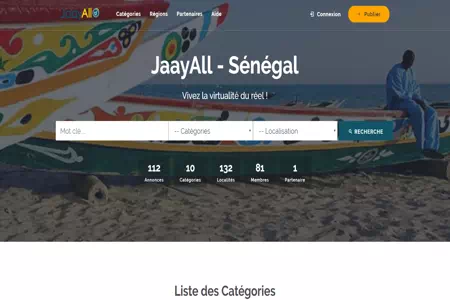 JaayAll Catégories Régions Partenaires Aide Connexion + Publier
JaayAll - Sénégal
Vivez la virtualité du réel !
Mot cle ... -- Catégories -- Localisation RECHERCHE
112 10 132 81 1
Annonces Catégories Localités Membres Partenaire
Liste des Catégories